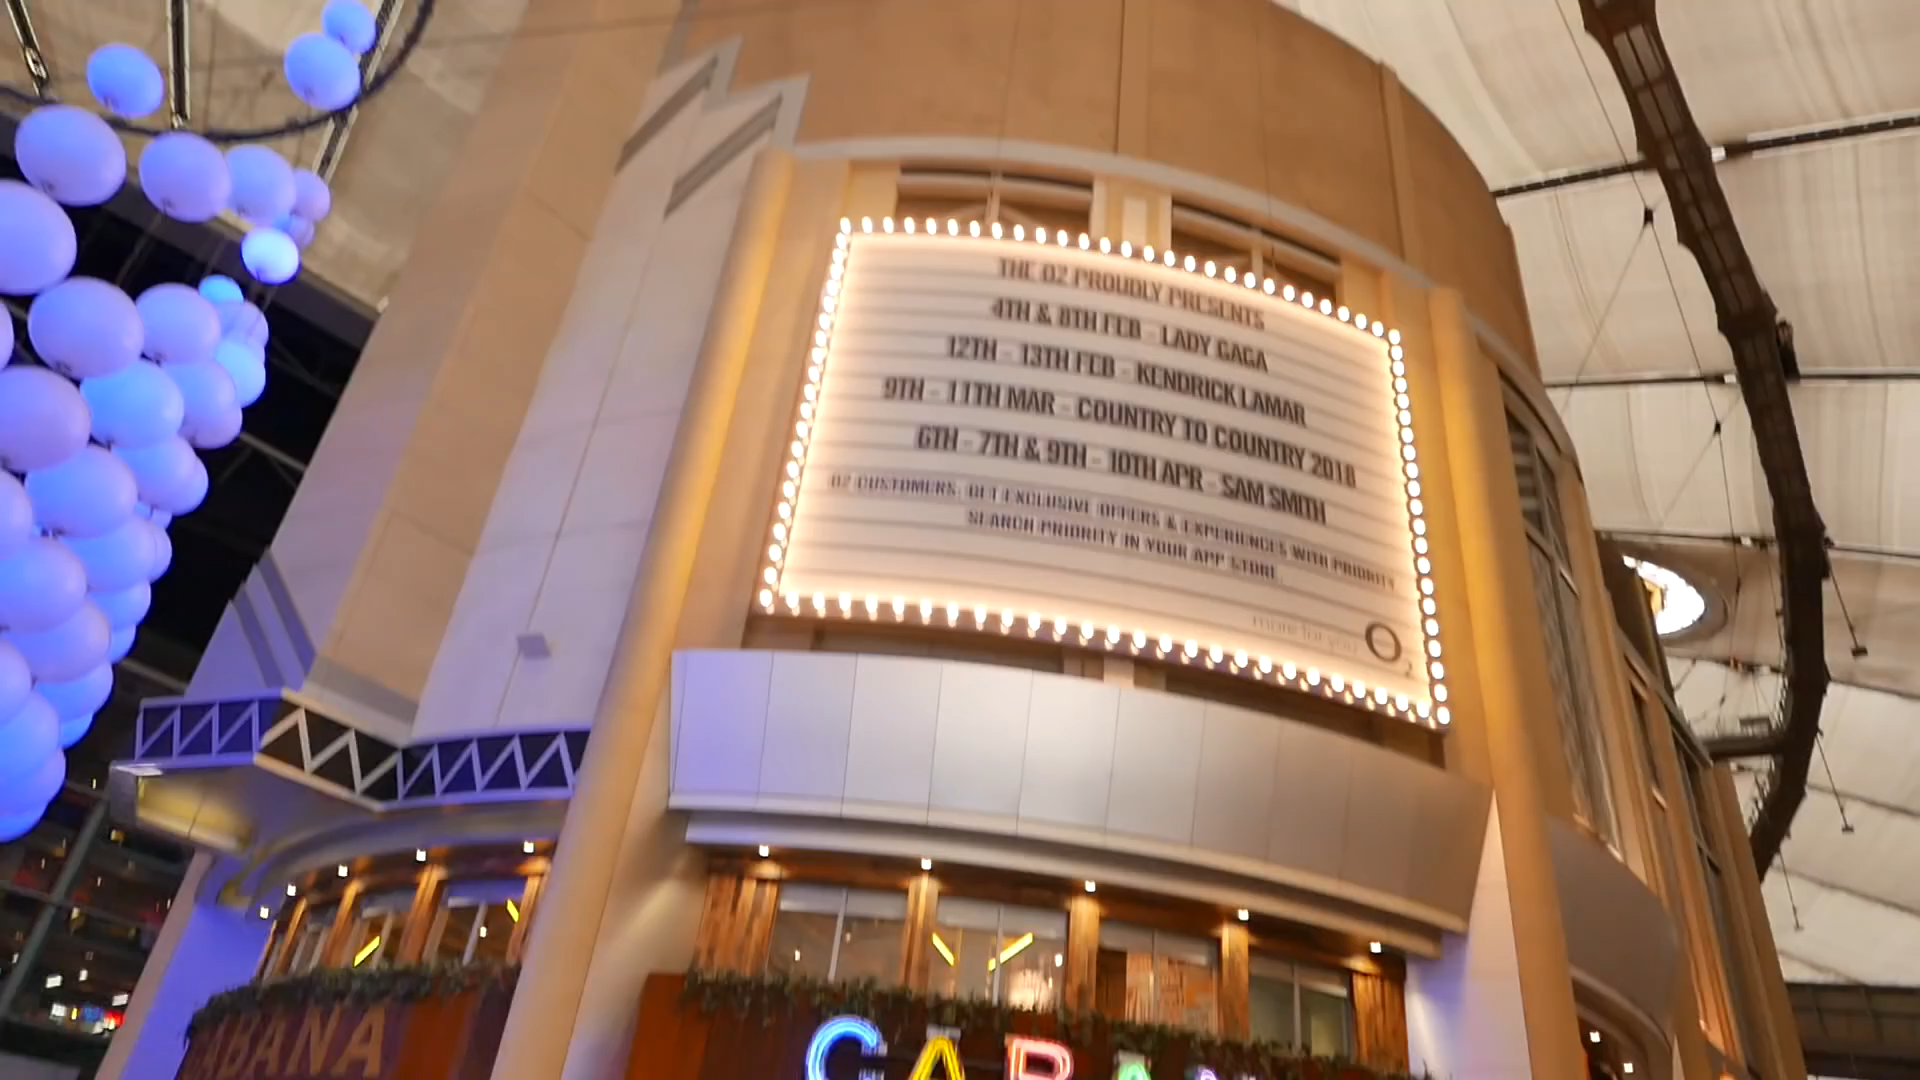 THE O2 PROUDLY PRESENTS
4TH & 8TH FEB - LADY GAGA
12TH - 13TH FEB - KENDRICK LAMAR
9TH - 11TH MAR - COUNTRY TO COUNTRY 2018
6TH - 7TH & 9TH - 10TH APR - SAM SMITH
O2 CUSTOMERS: GET EXCLUSIVE OFFERS & EXPERIENCES WITH PRIORITY
SEARCH PRIORITY IN YOUR APP STORE.
more for you O2
ABANA
CABANA